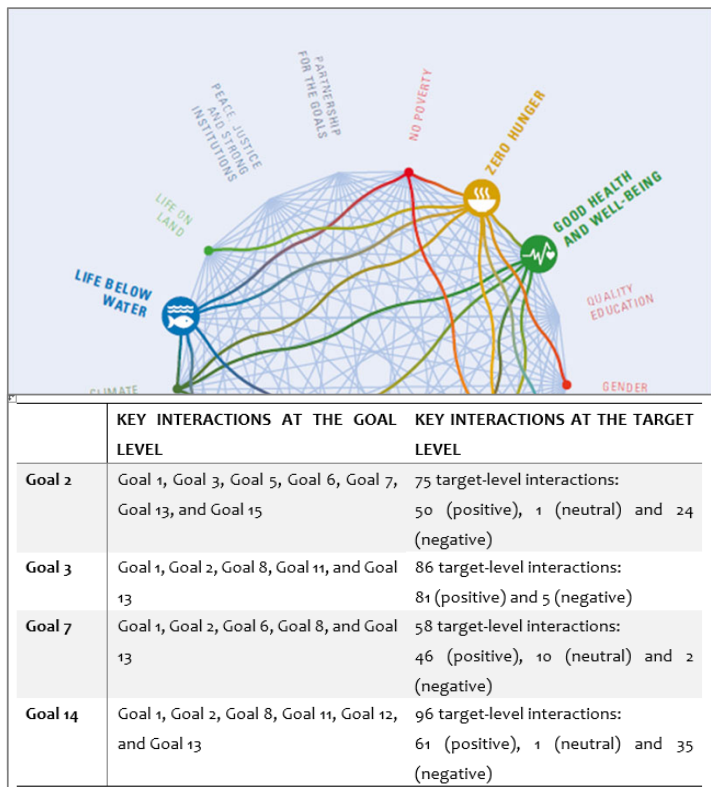 PARTNERSHIP
FOR THE GOALS
NO POVERTY
ZERO HUNGER
PEACE, JUSTICE
AND STRONG
INSTITUTIONS
GOOD HEALTH
AND WELL-BEING
LIFE ON
LAND
LIFE BELOW
WATER
QUALITY
EDUCATION
CLIMATE
GENDER
KEY INTERACTIONS AT THE GOAL
LEVEL
KEY INTERACTIONS AT THE TARGET
LEVEL
Goal 2
Goal 1, Goal 3, Goal 5, Goal 6, Goal 7,
Goal 13, and Goal 15
75 target-level interactions:
50 (positive), 1 (neutral) and 24
(negative)
Goal 3
Goal 1, Goal 2, Goal 8, Goal 11, and Goal
13
86 target-level interactions:
81 (positive) and 5 (negative)
Goal 7
Goal 1, Goal 2, Goal 6, Goal 8, and Goal
13
58 target-level interactions:
46 (positive), 10 (neutral) and 2
(negative)
Goal 14
Goal 1, Goal 2, Goal 8, Goal 11, Goal 12,
and Goal 13
96 target-level interactions:
61 (positive), 1 (neutral) and 35
(negative)